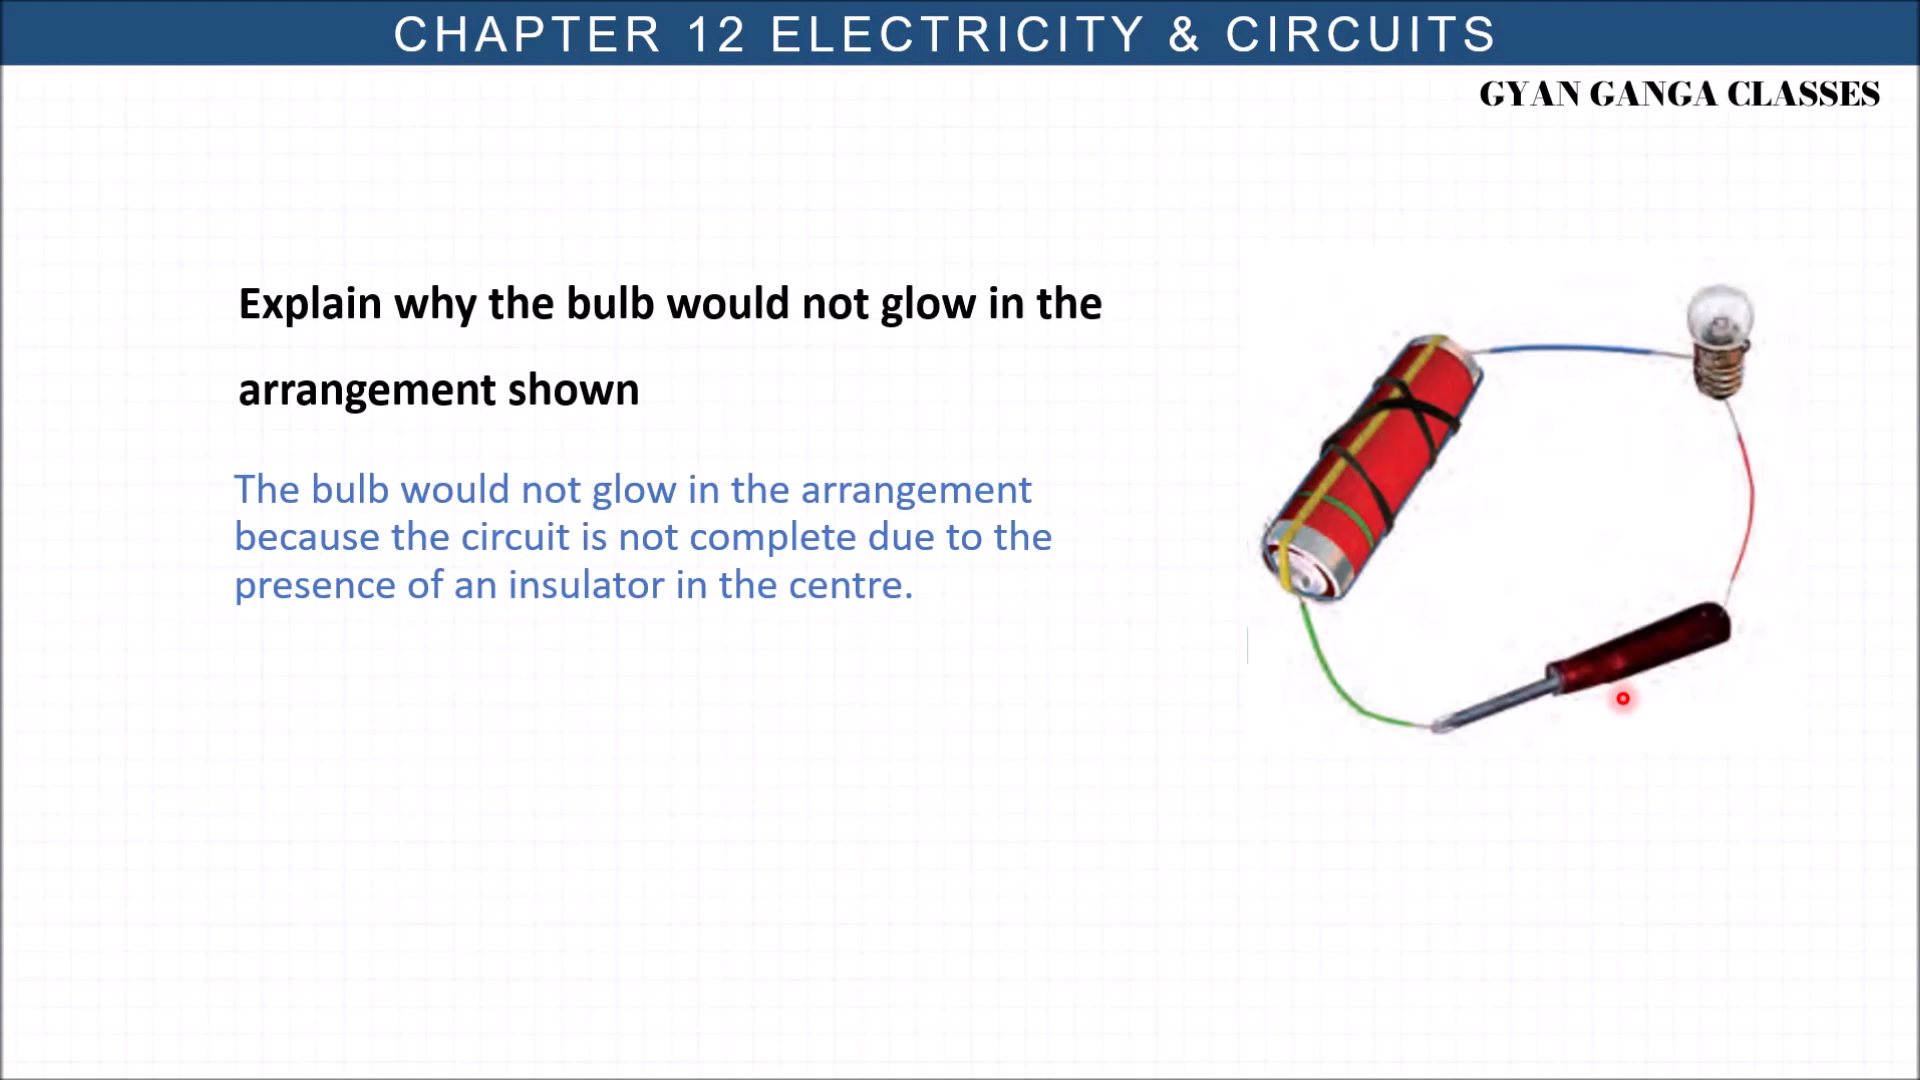 CHAPTER 12 ELECTRICITY & CIRCUITS
GYAN GANGA CLASSES
Explain why the bulb would not glow in the
arrangement shown
The bulb would not glow in the arrangement
because the circuit is not complete due to the
presence of an insulator in the centre.